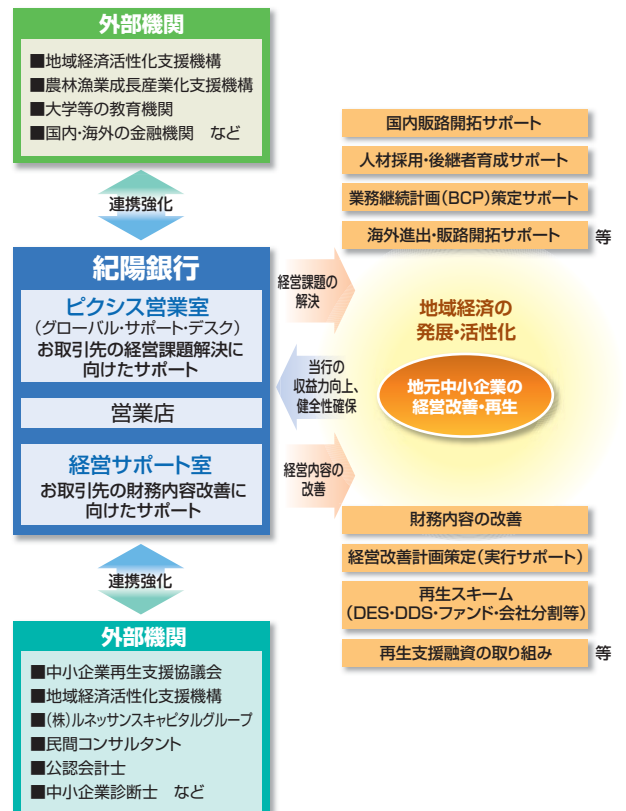 外部機関
■地域経済活性化支援機構
■農林漁業成長産業化支援機構
■大学等の教育機関
■国内・海外の金融機関　など
連携強化
紀陽銀行
ピクシス営業室
（グローバル・サポート・デスク）
お取引先の経営課題解決に
向けたサポート
営業店
経営サポート室
お取引先の財務内容改善に
向けたサポート
連携強化
外部機関
■中小企業再生支援協議会
■地域経済活性化支援機構
■（株）ルネッサンスキャピタルグループ
■民間コンサルタント
■公認会計士
■中小企業診断士　など
経営課題の
解決
当行の
収益力向上、
健全性確保
経営内容の
改善
国内販路開拓サポート
人材採用・後継者育成サポート
業務継続計画（BCP）策定サポート
海外進出・販路開拓サポート　等
地域経済の
発展・活性化
地元中小企業の
経営改善・再生
財務内容の改善
経営改善計画策定（実行サポート）
再生スキーム
（DES・DDS・ファンド・会社分割等）
再生支援融資の取り組み　等